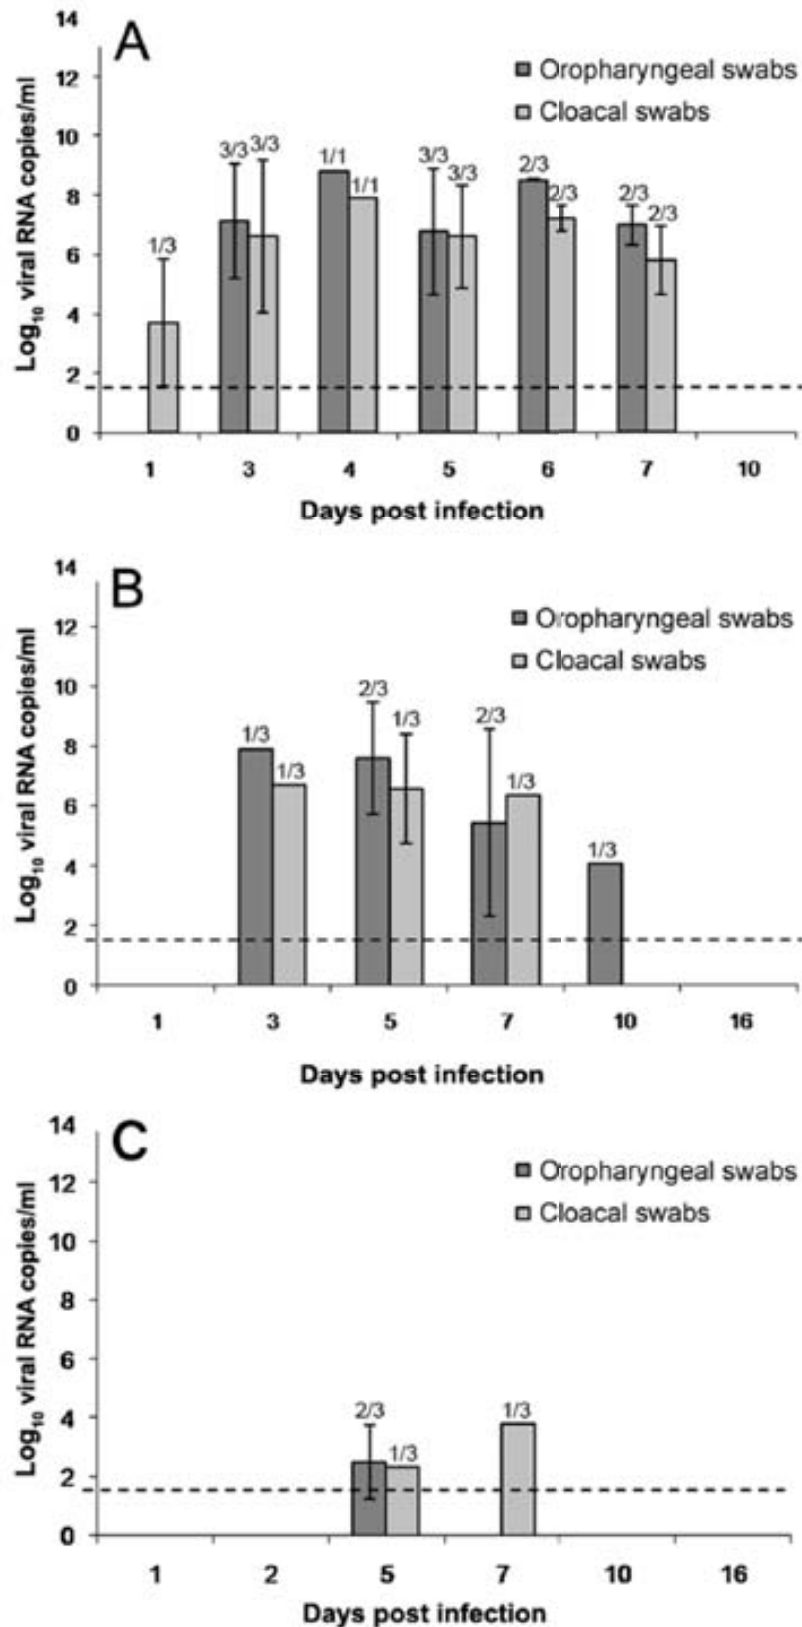 A
Oropharyngeal swabs
Cloacal swabs
Log10 viral RNA copies/ml
14
12
10
8
6
4
2
0
1/3
3/3 3/3
1/1
1/1
3/3
3/3
2/3
2/3
2/3
2/3
1 3 4 5 6 7 10
Days post infection
B
Oropharyngeal swabs
Cloacal swabs
Log10 viral RNA copies/ml
14
12
10
8
6
4
2
0
1/3
1/3
2/3
1/3
2/3
1/3
1/3
1 3 5 7 10 16
Days post infection
C
Oropharyngeal swabs
Cloacal swabs
Log10 viral RNA copies/ml
14
12
10
8
6
4
2
0
2/3
1/3
1/3
1 2 5 7 10 16
Days post infection